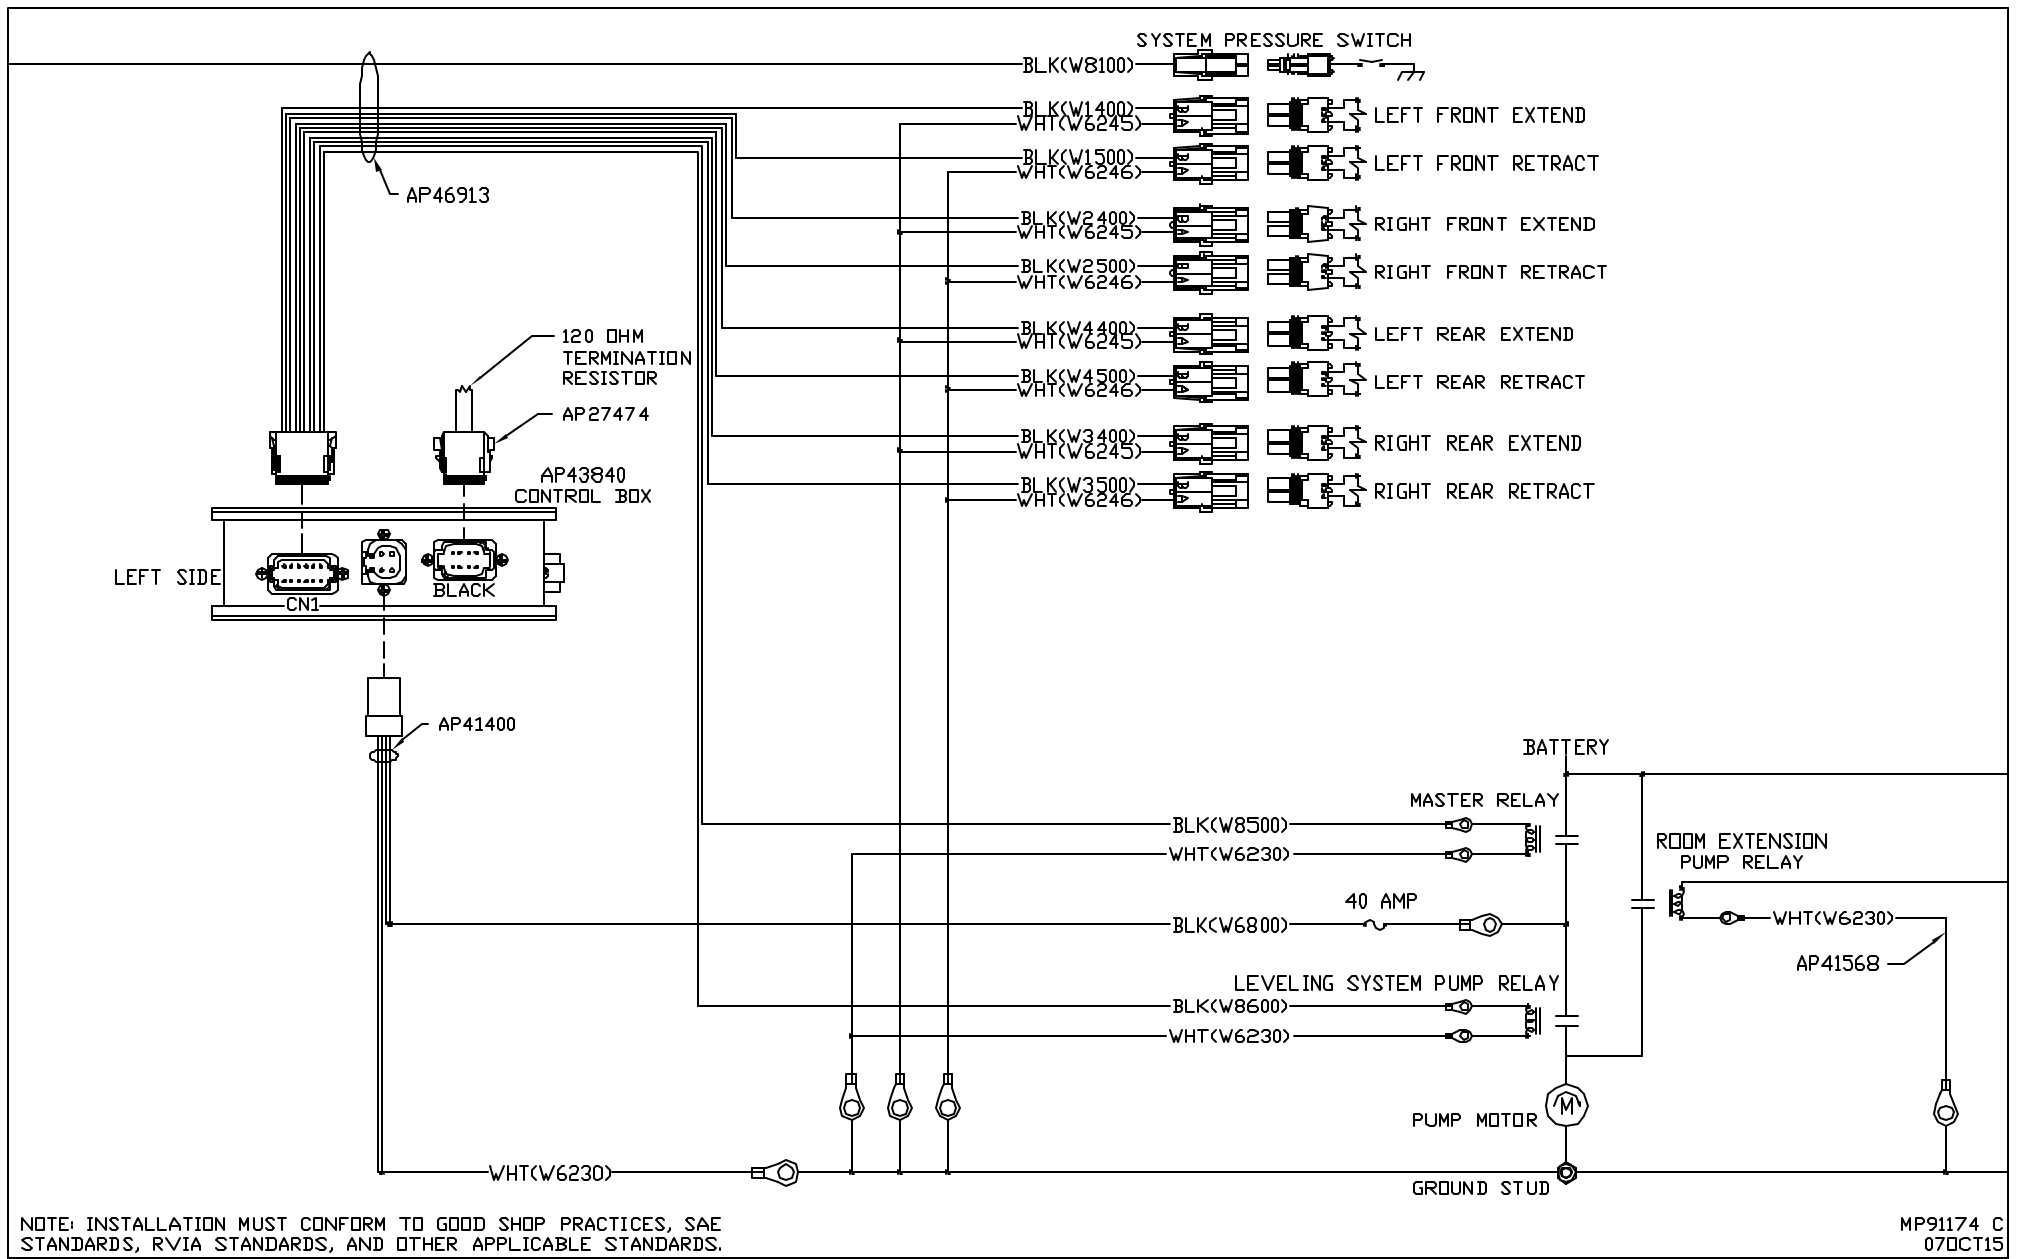 SYSTEM PRESSURE SWITCH
BLK(W8100)
BLK(W1400)
WHT(W6245)
B
A
LEFT FRONT EXTEND
BLK(W1500)
WHT(W6246)
B
A
LEFT FRONT RETRACT
AP46913
BLK(W2400)
WHT(W6245)
B
A
RIGHT FRONT EXTEND
BLK(W2500)
WHT(W6246)
B
A
RIGHT FRONT RETRACT
120 OHM
TERMINATION
RESISTOR
BLK(W4400)
WHT(W6245)
B
A
LEFT REAR EXTEND
BLK(W4500)
WHT(W6246)
B
A
LEFT REAR RETRACT
AP27474
BLK(W3400)
WHT(W6245)
B
A
RIGHT REAR EXTEND
AP43840
CONTROL BOX
BLK(W3500)
WHT(W6246)
B
A
RIGHT REAR RETRACT
LEFT SIDE
BLACK
CN1
AP41400
BATTERY
MASTER RELAY
BLK(W8500)
WHT(W6230)
ROOM EXTENSION
PUMP RELAY
40 AMP
BLK(W6800)
WHT(W6230)
AP41568
LEVELING SYSTEM PUMP RELAY
BLK(W8600)
WHT(W6230)
M
PUMP MOTOR
WHT(W6230)
GROUND STUD
NOTE: INSTALLATION MUST CONFORM TO GOOD SHOP PRACTICES, SAE
STANDARDS, RVIA STANDARDS, AND OTHER APPLICABLE STANDARDS.
MP91174 C
07OCT15